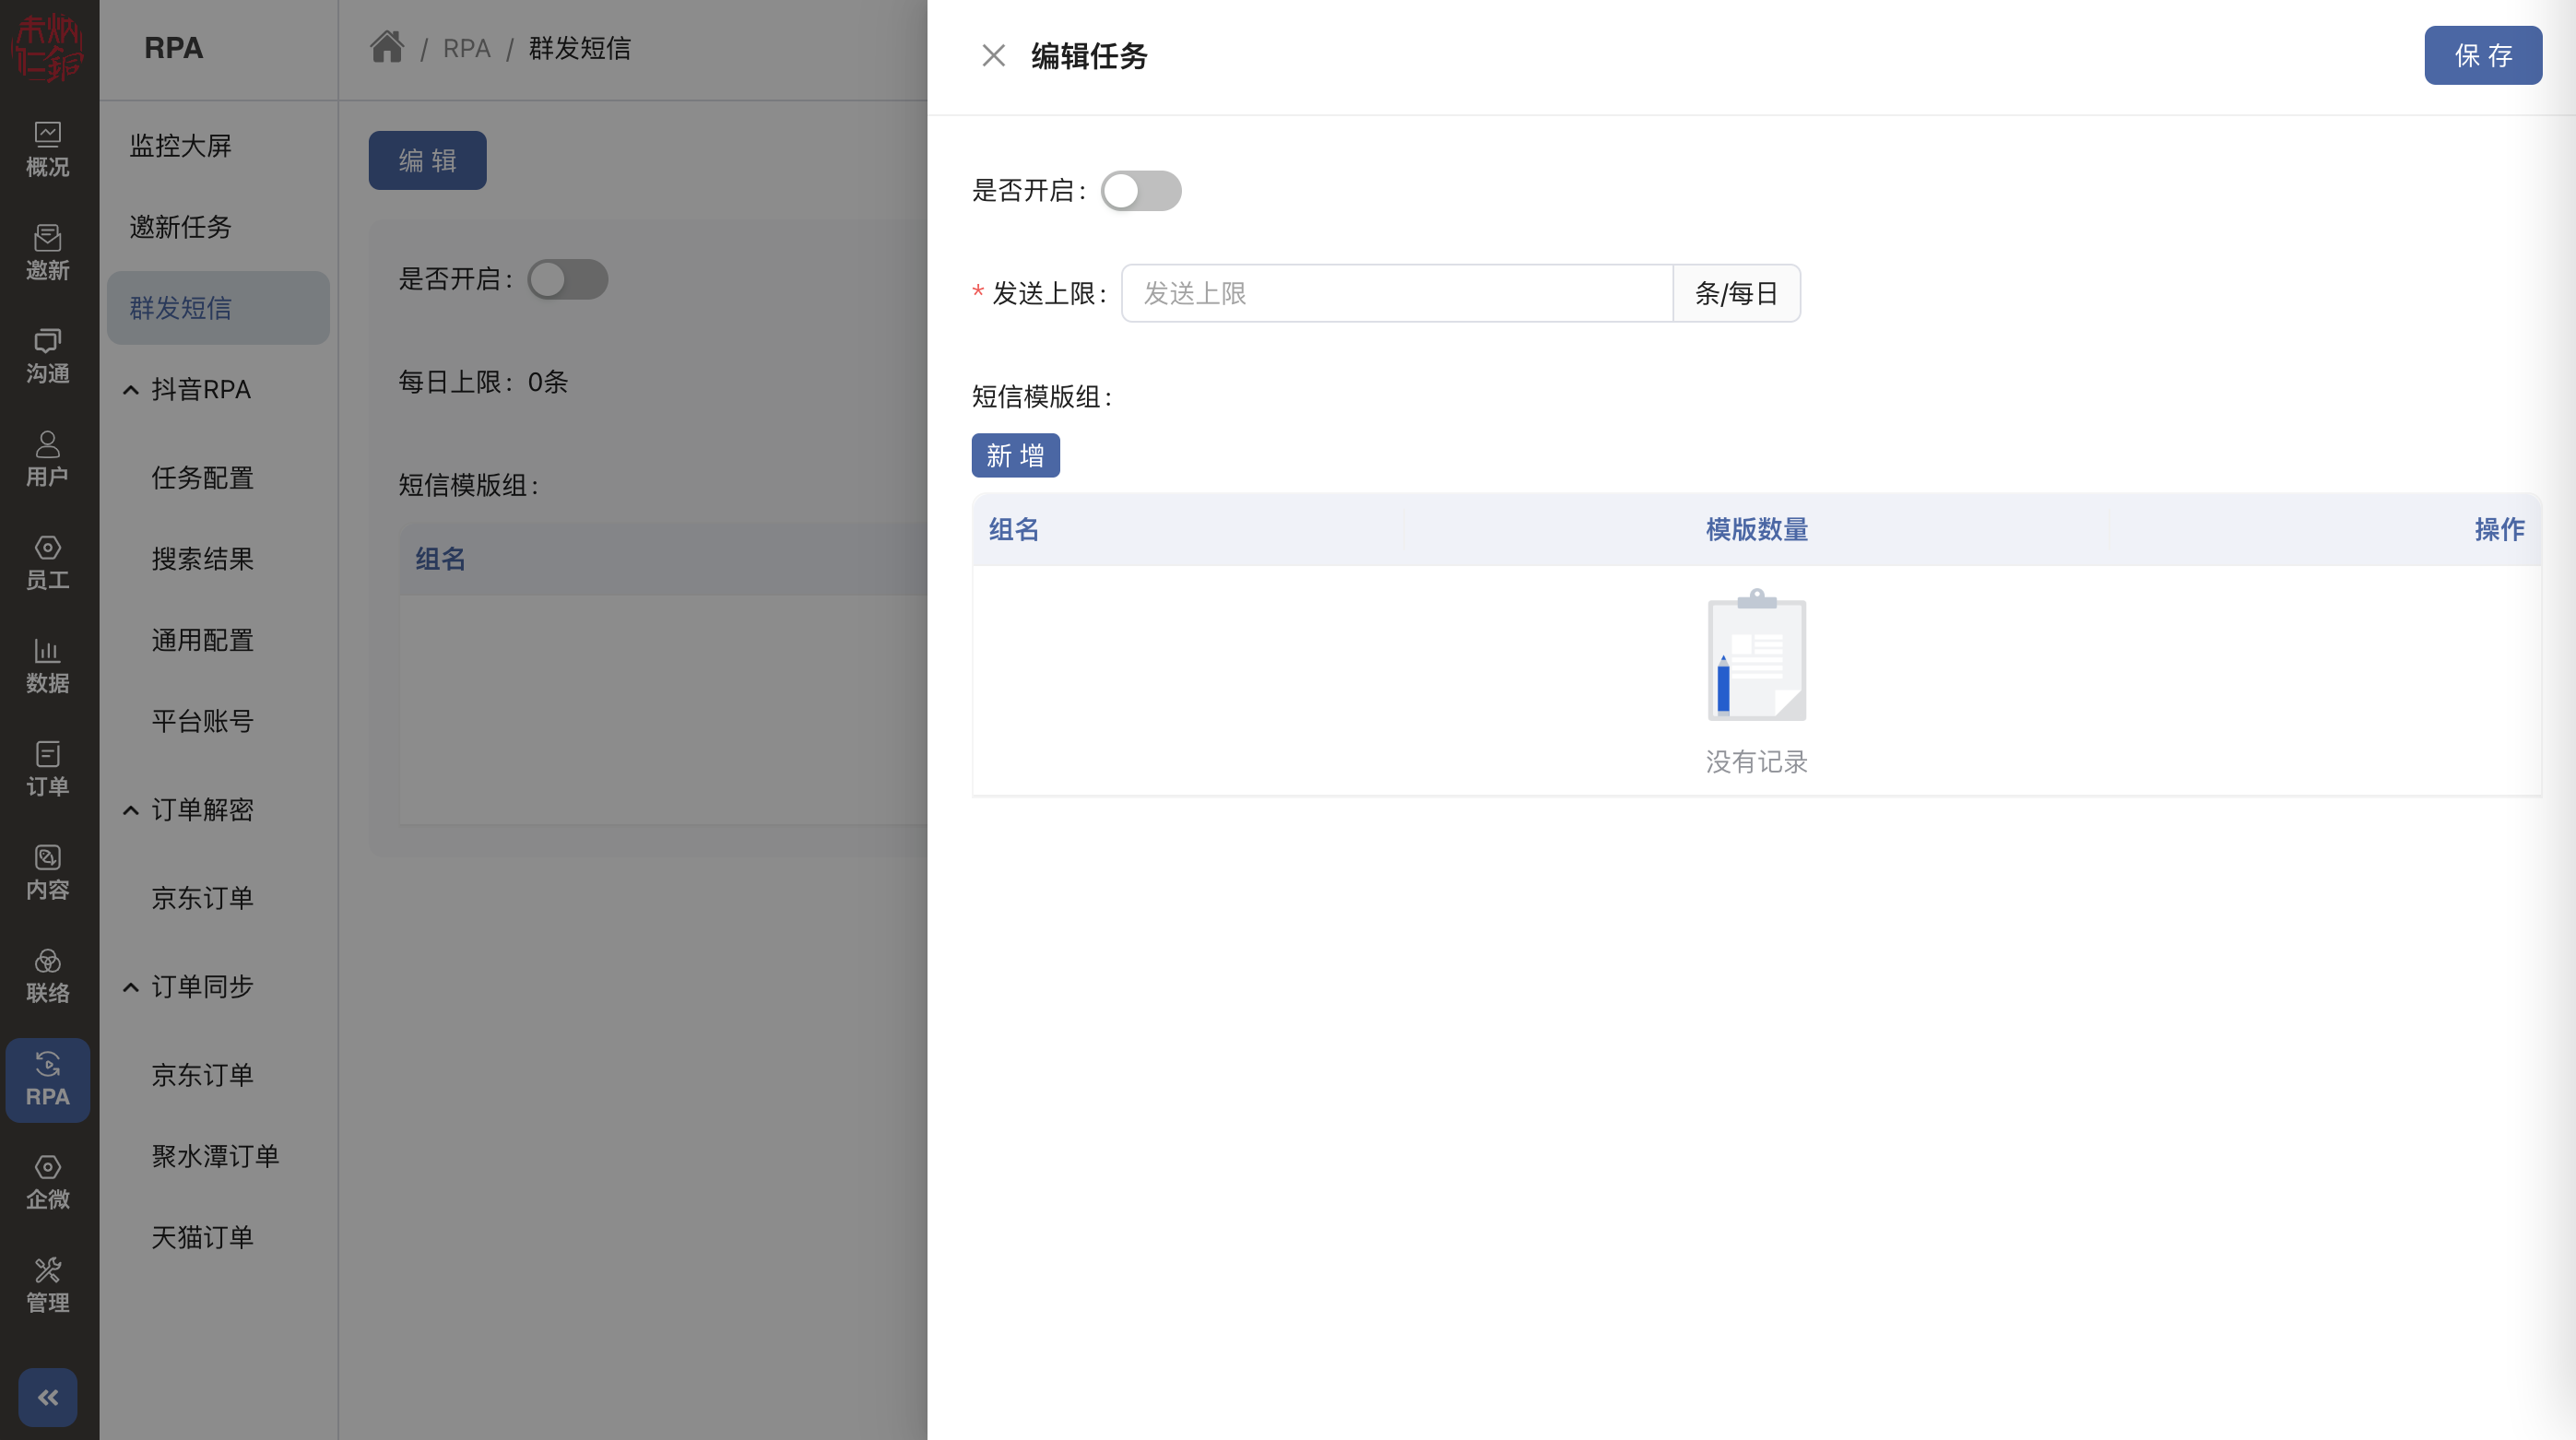 概况
邀新
沟通
用户
员工
数据
订单
内容
联络
RPA
企微
管理
RPA
监控大屏
邀新任务
群发短信
抖音RPA
任务配置
搜索结果
通用配置
平台账号
订单解密
京东订单
订单同步
京东订单
聚水潭订单
天猫订单
/ RPA / 群发短信
编 辑
是否开启:
每日上限: 0条
短信模版组:
组名
编辑任务
保 存
是否开启:
* 发送上限: 发送上限 条/每日
短信模版组:
新 增
组名 模版数量 操作
没有记录